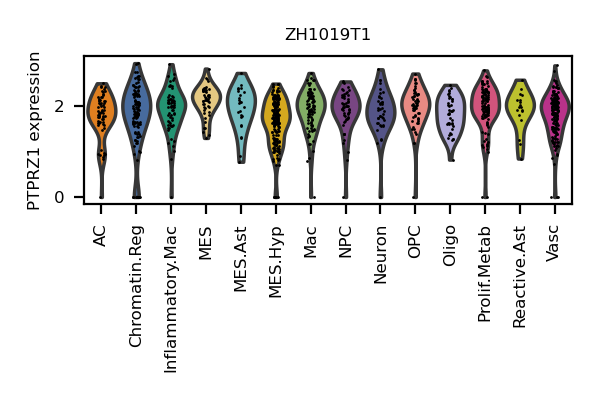 ZH1019T1
PTPRZ1 expression
2
0
AC
Chromatin.Reg
Inflammatory.Mac
MES
MES.Ast
MES.Hyp
Mac
NPC
Neuron
OPC
Oligo
Prolif.Metab
Reactive.Ast
Vasc